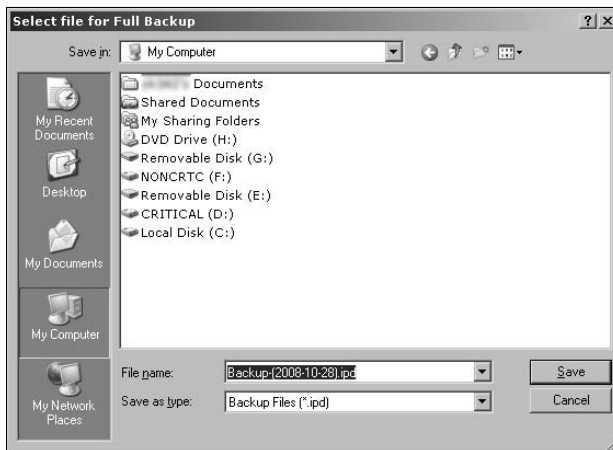 Select file for Full Backup
Save in: My Computer
My Recent Documents
Desktop
My Documents
My Computer
My Network Places
Documents
Shared Documents
My Sharing Folders
DVD Drive (H:)
Removable Disk (G:)
NONCRTC (F:)
Removable Disk (E:)
CRITICAL (D:)
Local Disk (C:)
File name: Backup-(2008-10-28).ipd Save
Save as type: Backup Files (*.ipd) Cancel